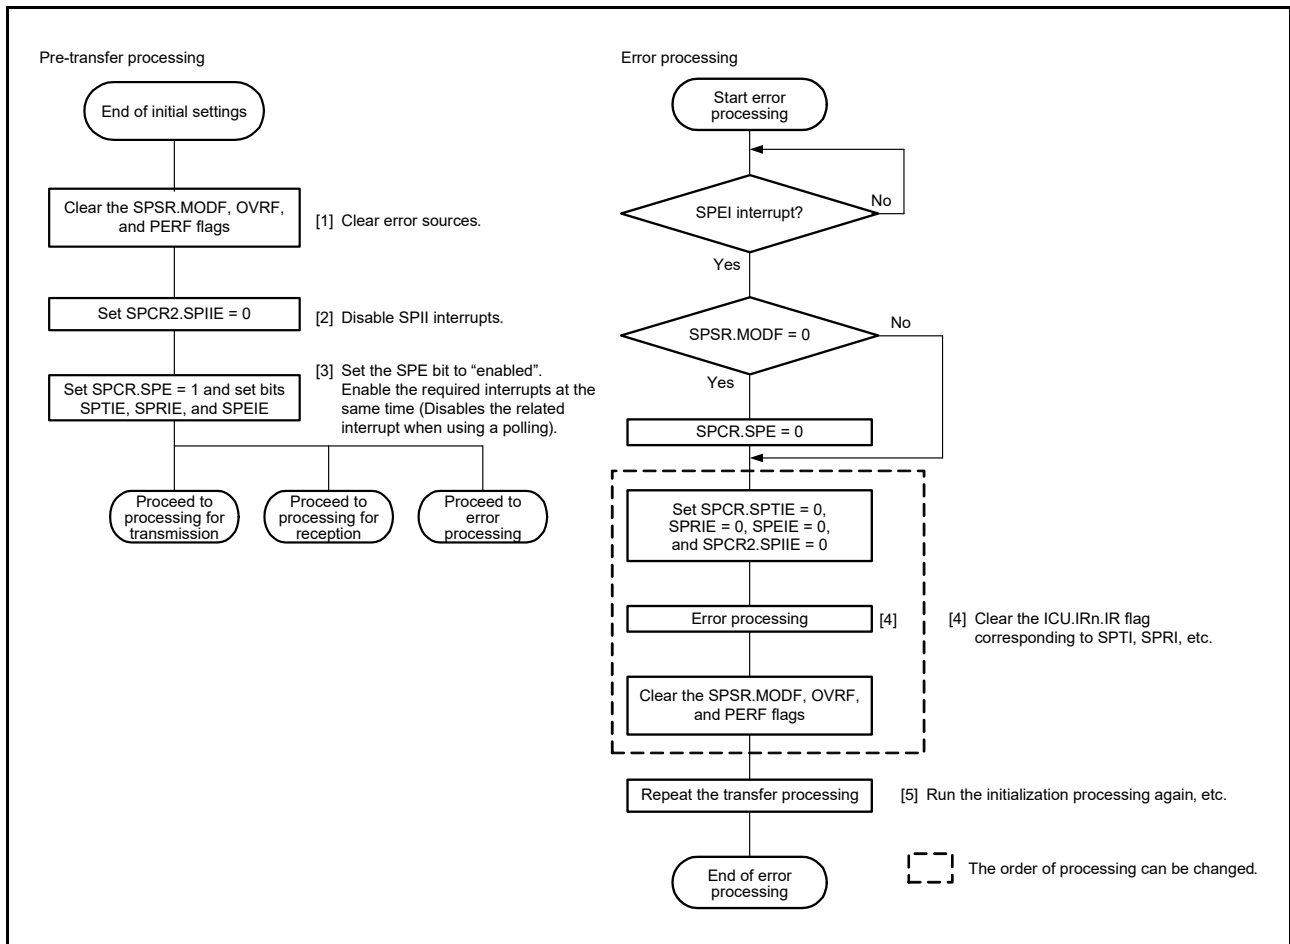 Pre-transfer processing
End of initial settings
Clear the SPSR.MODF, OVRF,
and PERF flags
[1] Clear error sources.
Set SPCR2.SPIIE = 0
[2] Disable SPII interrupts.
Set SPCR.SPE = 1 and set bits
SPTIE, SPRIE, and SPEIE
[3] Set the SPE bit to “enabled”.
Enable the required interrupts at the
same time (Disables the related
interrupt when using a polling).
Proceed to
processing for
transmission
Proceed to
processing for
reception
Proceed to
error
processing
Error processing
Start error
processing
SPEI interrupt?
No
Yes
SPSR.MODF = 0
No
Yes
SPCR.SPE = 0
Set SPCR.SPTIE = 0,
SPRIE = 0, SPEIE = 0,
and SPCR2.SPIIE = 0
Error processing
[4]
[4] Clear the ICU.IRn.IR flag
corresponding to SPTI, SPRI, etc.
Clear the SPSR.MODF, OVRF,
and PERF flags
Repeat the transfer processing
[5] Run the initialization processing again, etc.
End of error
processing
The order of processing can be changed.